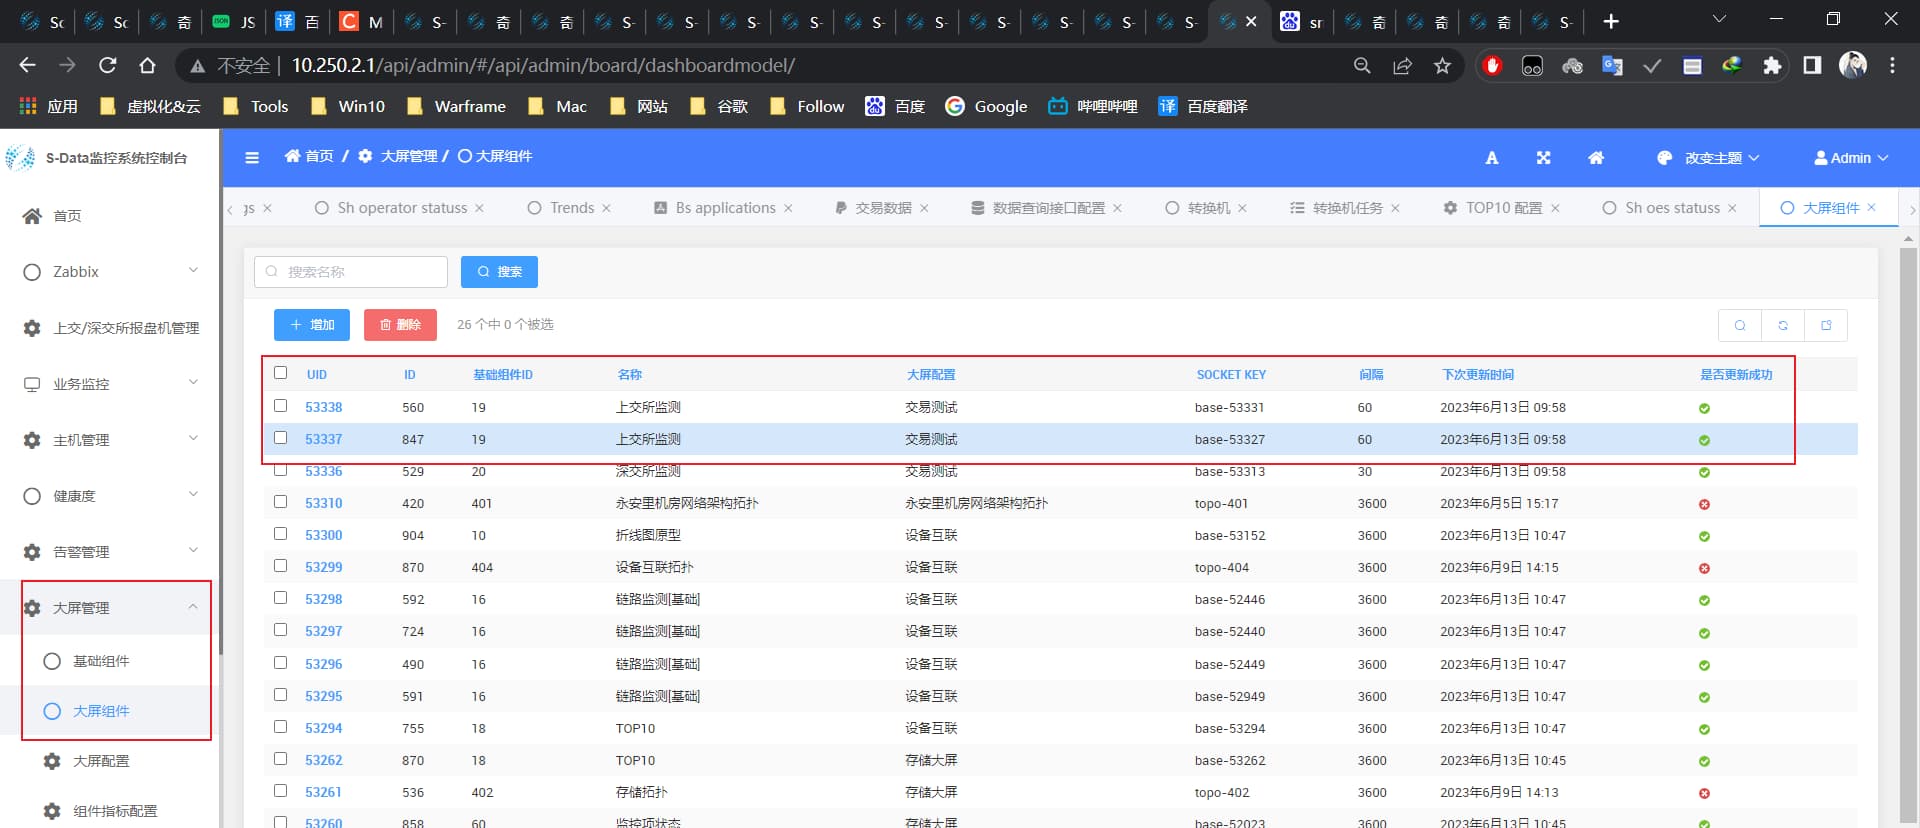 Sc Sc 奇 JS 百 M S- 奇 奇 S- S- S- S- S- S- S- S- S- S- sr 奇 奇 奇 S-
不安全 | 10.250.2.1/api/admin/#/api/admin/board/dashboardmodel/
应用 虚拟化&云 Tools Win10 Warframe Mac 网站 谷歌 Follow 百度 Google 哔哩哔哩 译 百度翻译
S-Data监控系统控制台
首页 / 大屏管理 / 大屏组件
A 改变主题 Admin
gs × Sh operator statuss × Trends × Bs applications × 交易数据 × 数据查询接口配置 × 转换机 × 转换机任务 × TOP10 配置 × Sh oes statuss × 大屏组件 ×
首页
Zabbix
上交/深交所报盘机管理
业务监控
主机管理
健康度
告警管理
大屏管理
基础组件
大屏组件
大屏配置
组件指标配置
搜索名称 搜索
增加 删除 26 个中 0 个被选
UID ID 基础组件ID 名称 大屏配置 SOCKET KEY 间隔 下次更新时间 是否更新成功
53338 560 19 上交所监测 交易测试 base-53331 60 2023年6月13日 09:58
53337 847 19 上交所监测 交易测试 base-53327 60 2023年6月13日 09:58
53336 529 20 深交所监测 交易测试 base-53313 30 2023年6月13日 09:58
53310 420 401 永安里机房网络架构拓扑 永安里机房网络架构拓扑 topo-401 3600 2023年6月5日 15:17
53300 904 10 折线图原型 设备互联 base-53152 3600 2023年6月13日 10:47
53299 870 404 设备互联拓扑 设备互联 topo-404 3600 2023年6月9日 14:15
53298 592 16 链路监测[基础] 设备互联 base-52446 3600 2023年6月13日 10:47
53297 724 16 链路监测[基础] 设备互联 base-52440 3600 2023年6月13日 10:47
53296 490 16 链路监测[基础] 设备互联 base-52449 3600 2023年6月13日 10:47
53295 591 16 链路监测[基础] 设备互联 base-52949 3600 2023年6月13日 10:47
53294 755 18 TOP10 设备互联 base-53294 3600 2023年6月13日 10:47
53262 870 18 TOP10 存储大屏 base-53262 3600 2023年6月13日 10:45
53261 536 402 存储拓扑 存储大屏 topo-402 3600 2023年6月9日 14:13
53260 858 60 监控项状态 存储大屏 base-52023 3600 2023年6月13日 10:45